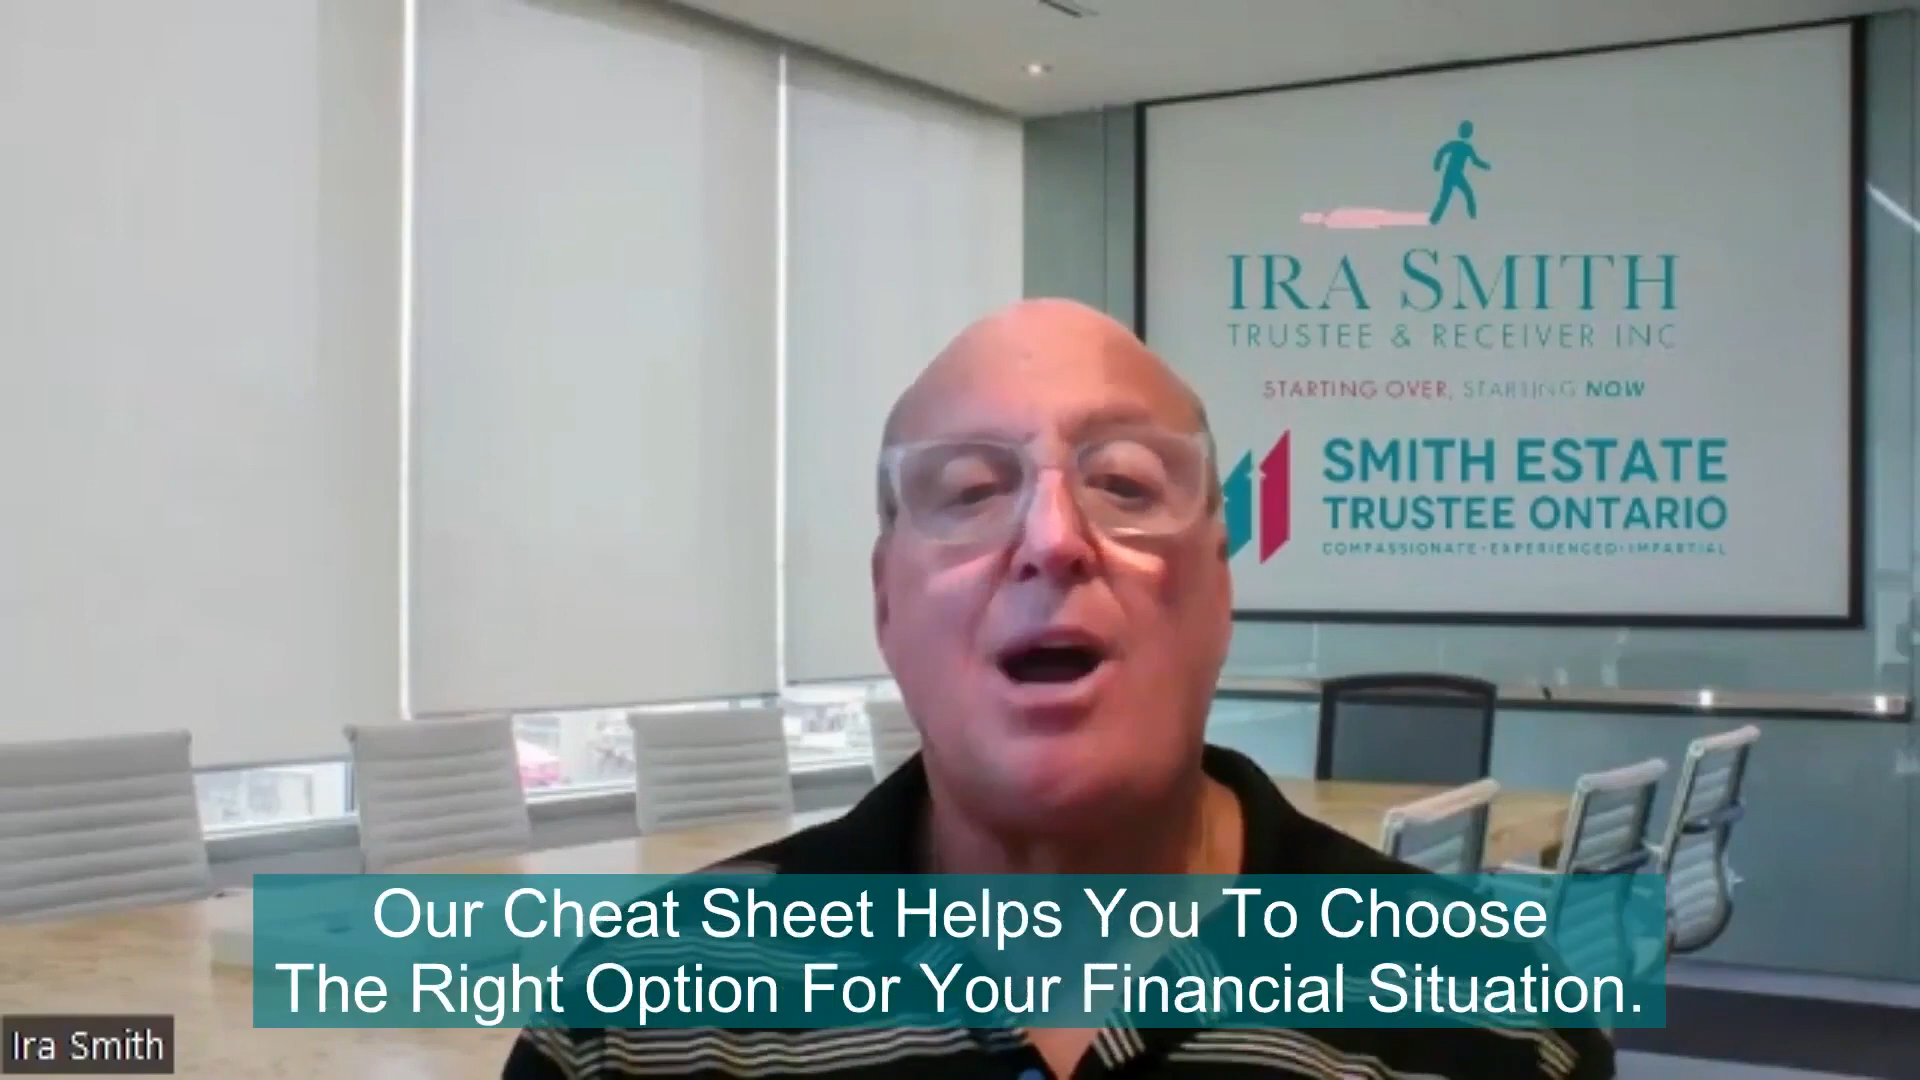 IRA SMITH
TRUSTEE & RECEIVER INC
STARTING OVER, STARTING NOW
SMITH ESTATE
TRUSTEE ONTARIO
COMPASSIONATE · EXPERIENCED · IMPARTIAL
Our Cheat Sheet Helps You To Choose
The Right Option For Your Financial Situation.
Ira Smith